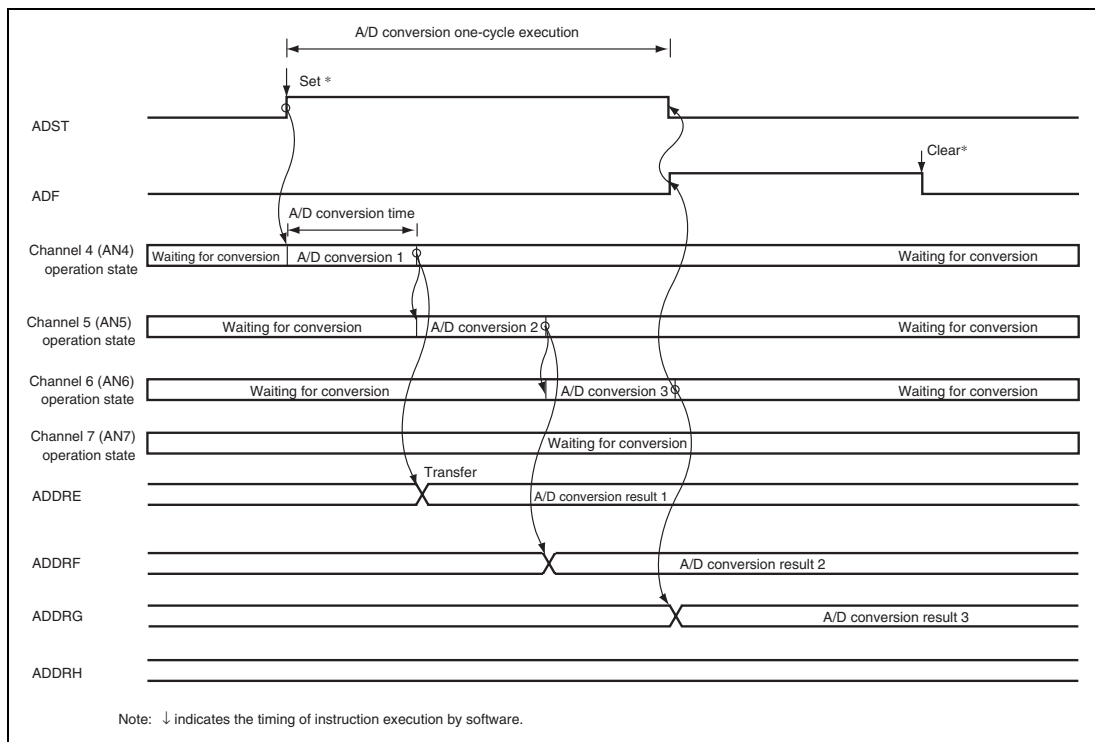 A/D conversion one-cycle execution
Set *
ADST
Clear*
ADF
A/D conversion time
Channel 4 (AN4)
operation state
Waiting for conversion
A/D conversion 1
Waiting for conversion
Channel 5 (AN5)
operation state
Waiting for conversion
A/D conversion 2
Waiting for conversion
Channel 6 (AN6)
operation state
Waiting for conversion
A/D conversion 3
Waiting for conversion
Channel 7 (AN7)
operation state
Waiting for conversion
Transfer
ADDRE
A/D conversion result 1
ADDRF
A/D conversion result 2
ADDRG
A/D conversion result 3
ADDRH
Note: ↓ indicates the timing of instruction execution by software.